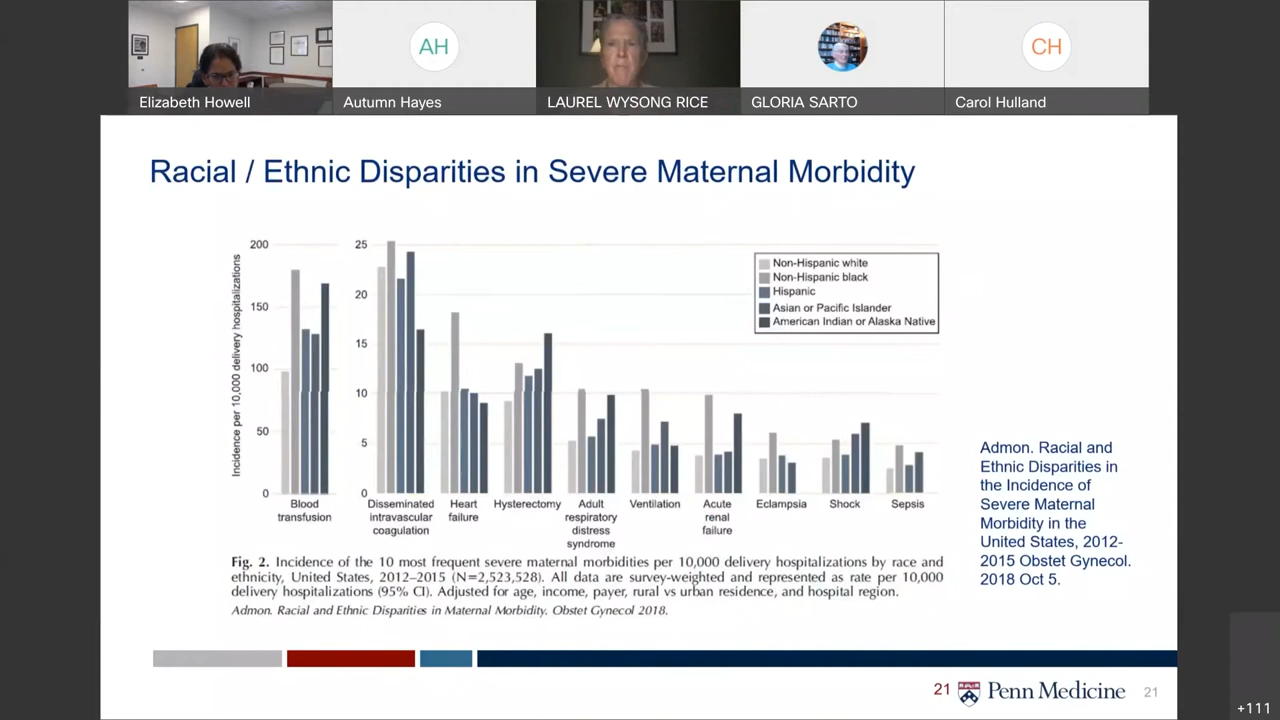 AH
CH
Elizabeth Howell
Autumn Hayes
LAUREL WYSONG RICE
GLORIA SARTO
Carol Hulland
Racial / Ethnic Disparities in Severe Maternal Morbidity
Incidence per 10,000 delivery hospitalizations
200
150
100
50
0
25
20
15
10
5
0
Non-Hispanic white
Non-Hispanic black
Hispanic
Asian or Pacific Islander
American Indian or Alaska Native
Blood
transfusion
Disseminated
intravascular
coagulation
Heart
failure
Hysterectomy
Adult
respiratory
distress
syndrome
Ventilation
Acute
renal
failure
Eclampsia
Shock
Sepsis
Fig. 2. Incidence of the 10 most frequent severe maternal morbidities per 10,000 delivery hospitalizations by race and
ethnicity, United States, 2012–2015 (N=2,523,528). All data are survey-weighted and represented as rate per 10,000
delivery hospitalizations (95% CI). Adjusted for age, income, payer, rural vs urban residence, and hospital region.
Admon. Racial and Ethnic Disparities in Maternal Morbidity. Obstet Gynecol 2018.
Admon. Racial and
Ethnic Disparities in
the Incidence of
Severe Maternal
Morbidity in the
United States, 2012-
2015 Obstet Gynecol.
2018 Oct 5.
21
Penn Medicine
21
+111